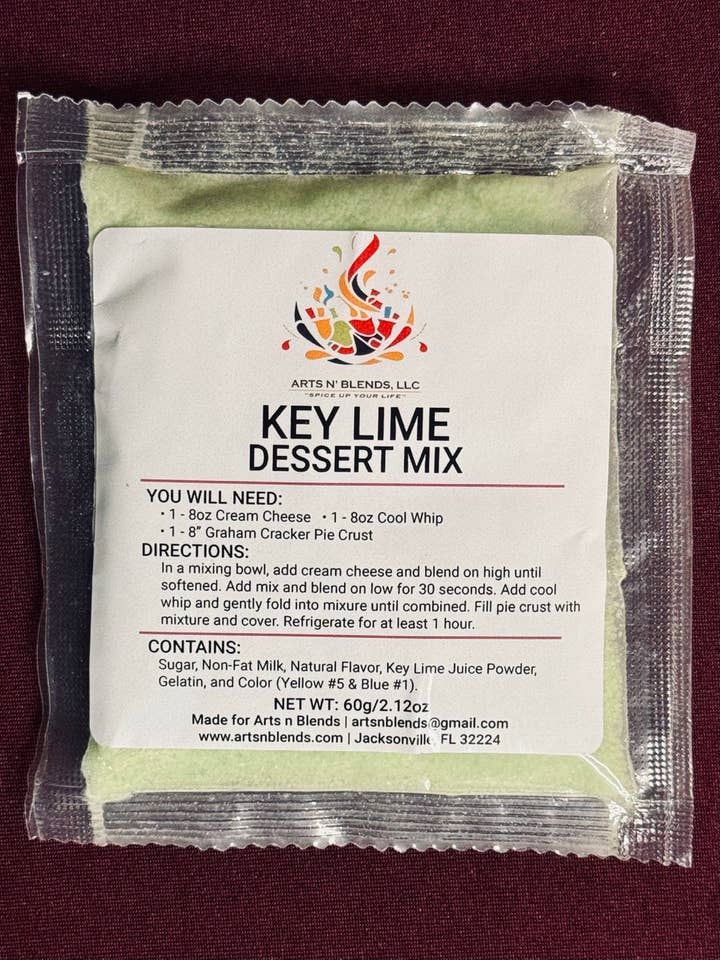 ARTS N' BLENDS, LLC
"SPICE UP YOUR LIFE"
KEY LIME
DESSERT MIX
YOU WILL NEED:
• 1 - 8oz Cream Cheese • 1 - 8oz Cool Whip
• 1 - 8” Graham Cracker Pie Crust
DIRECTIONS:
In a mixing bowl, add cream cheese and blend on high until
softened. Add mix and blend on low for 30 seconds. Add cool
whip and gently fold into mixure until combined. Fill pie crust with
mixture and cover. Refrigerate for at least 1 hour.
CONTAINS:
Sugar, Non-Fat Milk, Natural Flavor, Key Lime Juice Powder,
Gelatin, and Color (Yellow #5 & Blue #1).
NET WT: 60g/2.12oz
Made for Arts n Blends | artsnblends@gmail.com
www.artsnblends.com | Jacksonville FL 32224